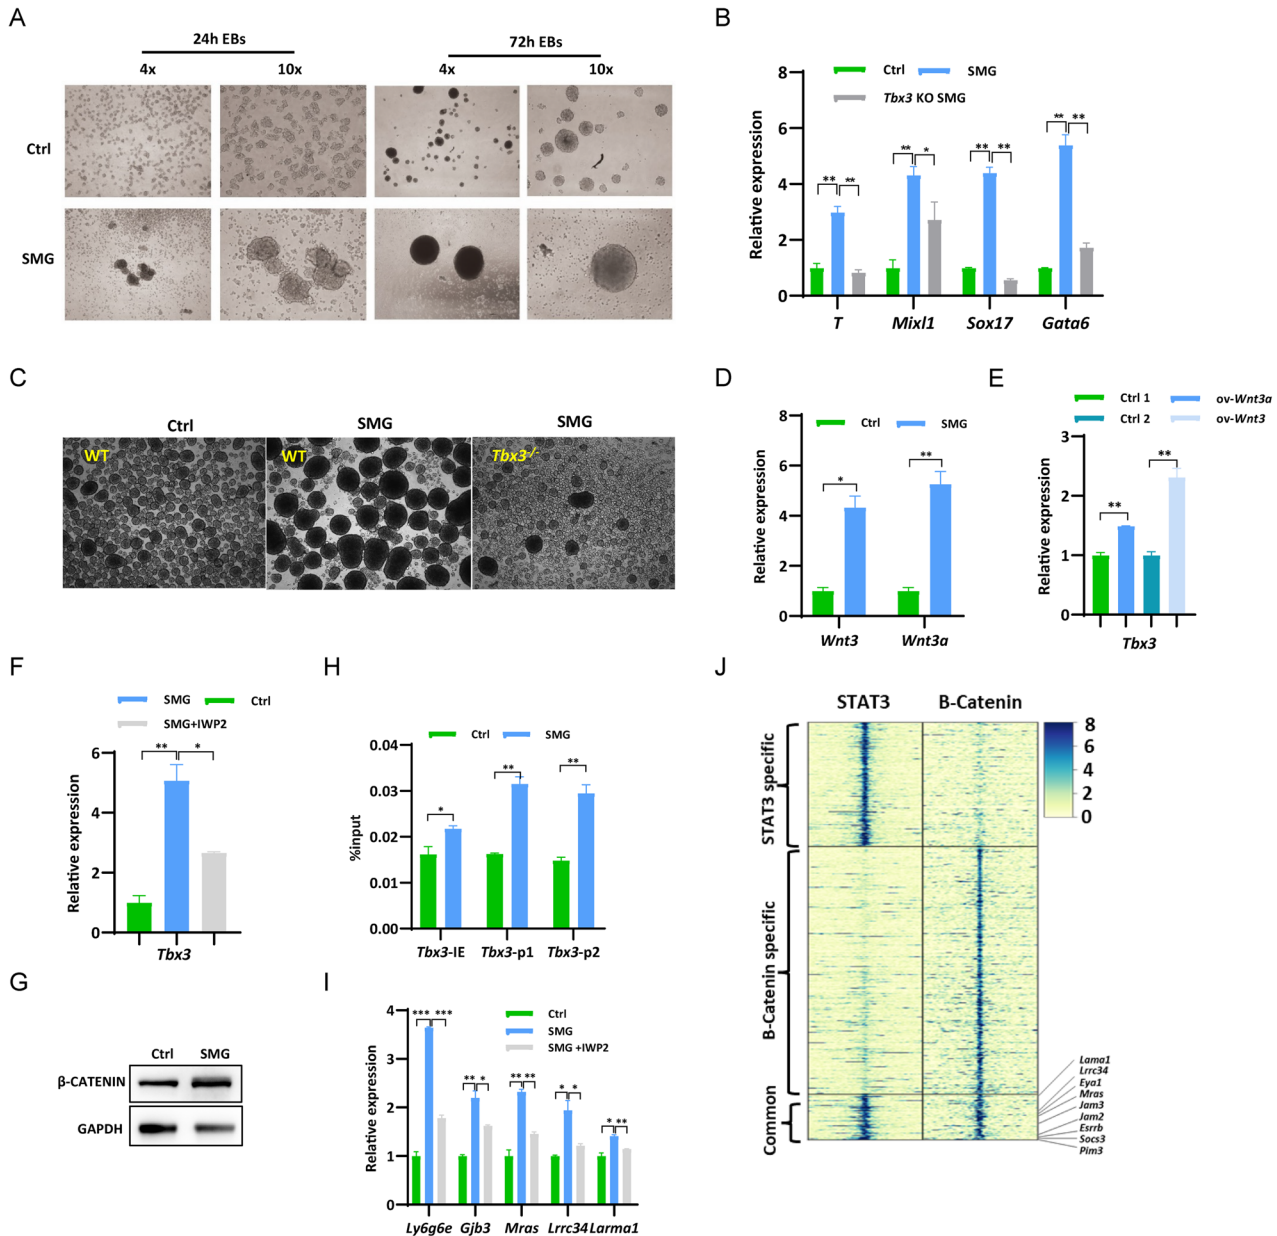 A
24h EBs
72h EBs
4x
10x
4x
10x
Ctrl
SMG
B
Ctrl
SMG
Tbx3 KO SMG
Relative expression
8
6
4
2
0
** ** ** * ** ** ** **
T
Mixl1
Sox17
Gata6
C
Ctrl
SMG
SMG
WT
WT
Tbx3-/-
D
Ctrl
SMG
Relative expression
8
6
4
2
0
* **
Wnt3
Wnt3a
E
Ctrl 1
ov-Wnt3a
Ctrl 2
ov-Wnt3
Relative expression
3
2
1
0
** **
Tbx3
F
SMG
Ctrl
SMG+IWP2
Relative expression
6
4
2
0
** *
Tbx3
G
Ctrl
SMG
β-CATENIN
GAPDH
H
Ctrl
SMG
%input
0.04
0.03
0.02
0.01
0.00
* ** **
Tbx3-IE
Tbx3-p1
Tbx3-p2
I
Ctrl
SMG
SMG +IWP2
Relative expression
4
3
2
1
0
*** *** ** * ** ** * * * **
Ly6g6e
Gjb3
Mras
Lrrc34
Larma1
J
STAT3
B-Catenin
STAT3 specific
B-Catenin specific
Common
8
6
4
2
0
Lama1
Lrrc34
Eya1
Mras
Jam3
Jam2
Esrrb
Socs3
Pim3